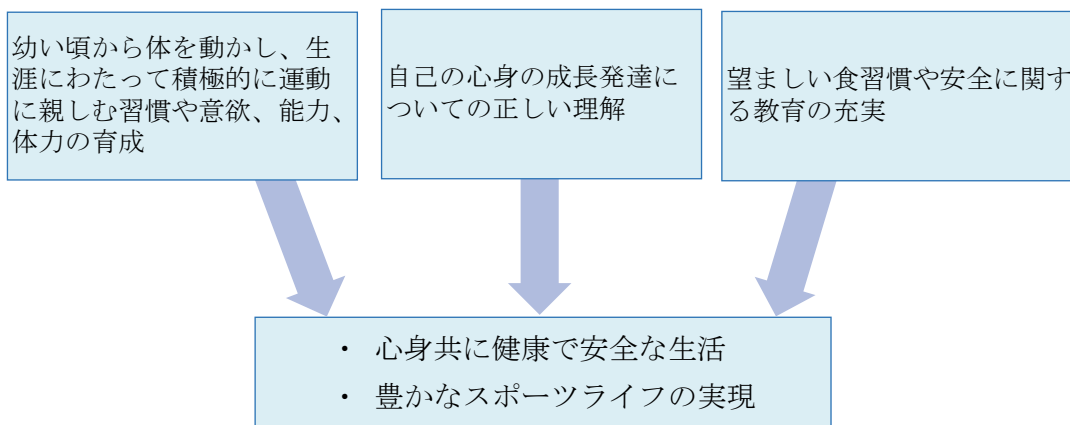 幼い頃から体を動かし、生
涯にわたって積極的に運動
に親しむ習慣や意欲、能力、
体力の育成
自己の心身の成長発達に
ついての正しい理解
望ましい食習慣や安全に関す
る教育の充実
・ 心身共に健康で安全な生活
・ 豊かなスポーツライフの実現